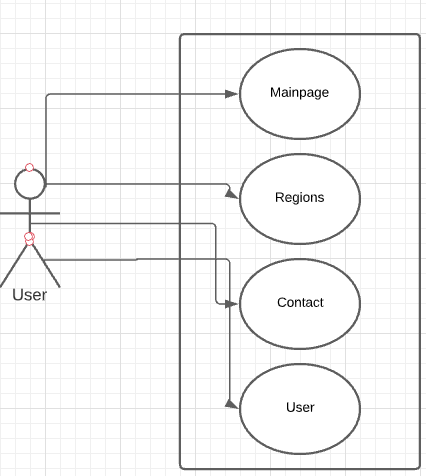 Mainpage
Regions
Contact
User
User